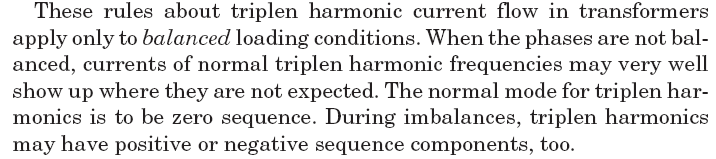 These rules about triplen harmonic current flow in transformers
apply only to balanced loading conditions. When the phases are not bal-
anced, currents of normal triplen harmonic frequencies may very well
show up where they are not expected. The normal mode for triplen har-
monics is to be zero sequence. During imbalances, triplen harmonics
may have positive or negative sequence components, too.